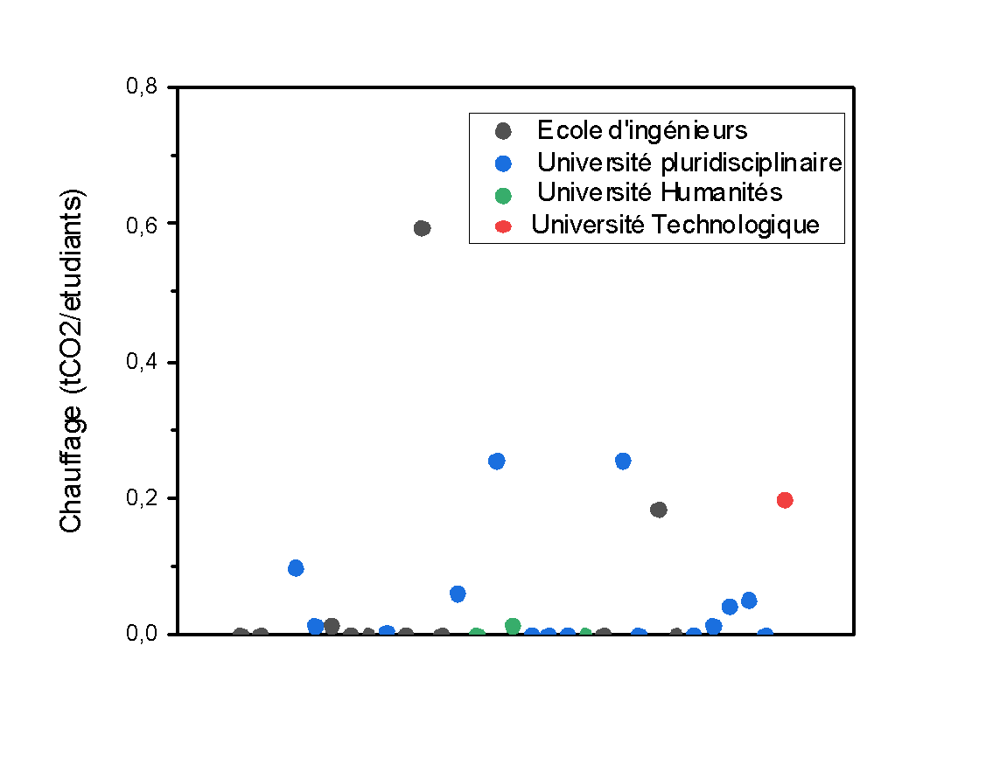 0,8
0,6
0,4
0,2
0,0
Chauffage (tCO2/etudiants)
Ecole d'ingénieurs
Université pluridisciplinaire
Université Humanités
Université Technologique